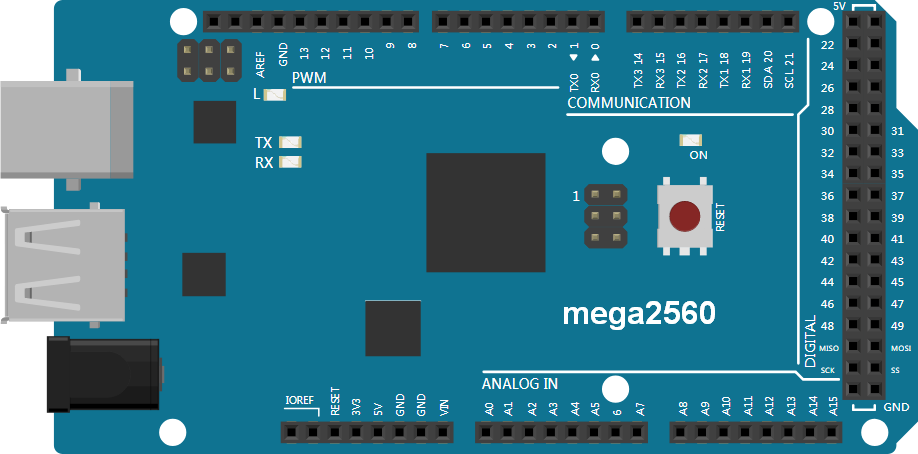 5V
AREF
GND
13
12
11
10
9
8
7
6
5
4
3
2
TX0 ◀ 1
RX0 ▶ 0
TX3 14
RX3 15
TX2 16
RX2 17
TX1 18
RX1 19
SDA 20
SCL 21
PWM
L
COMMUNICATION
TX
RX
ON
1
RESET
22
24
26
28
30 31
32 33
34 35
36 37
38 39
40 41
42 43
44 45
46 47
48 49
MISO MOSI
SCK SS
GND
DIGITAL
mega2560
ANALOG IN
IOREF
RESET
3V3
5V
GND
GND
VIN
A0
A1
A2
A3
A4
A5
6
A7
A8
A9
A10
A11
A12
A13
A14
A15